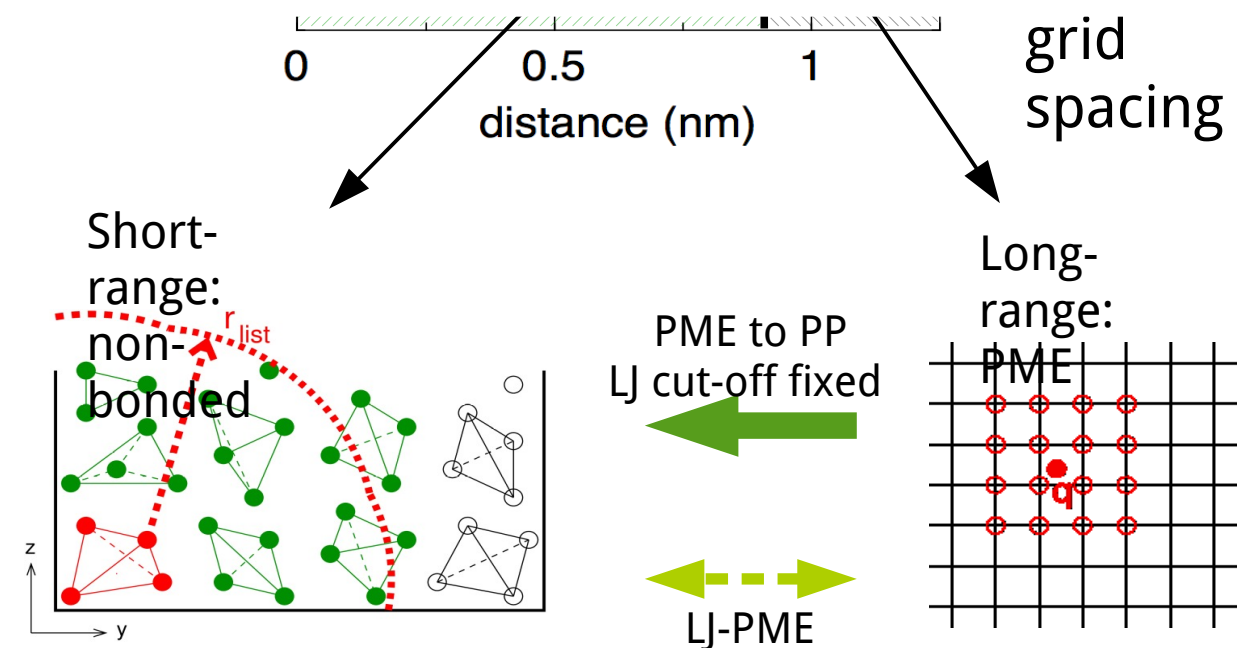 0 0.5 1
distance (nm)
grid
spacing
Short-
range:
non-
bonded
r list
z
y
PME to PP
LJ cut-off fixed
LJ-PME
Long-
range:
PME
q